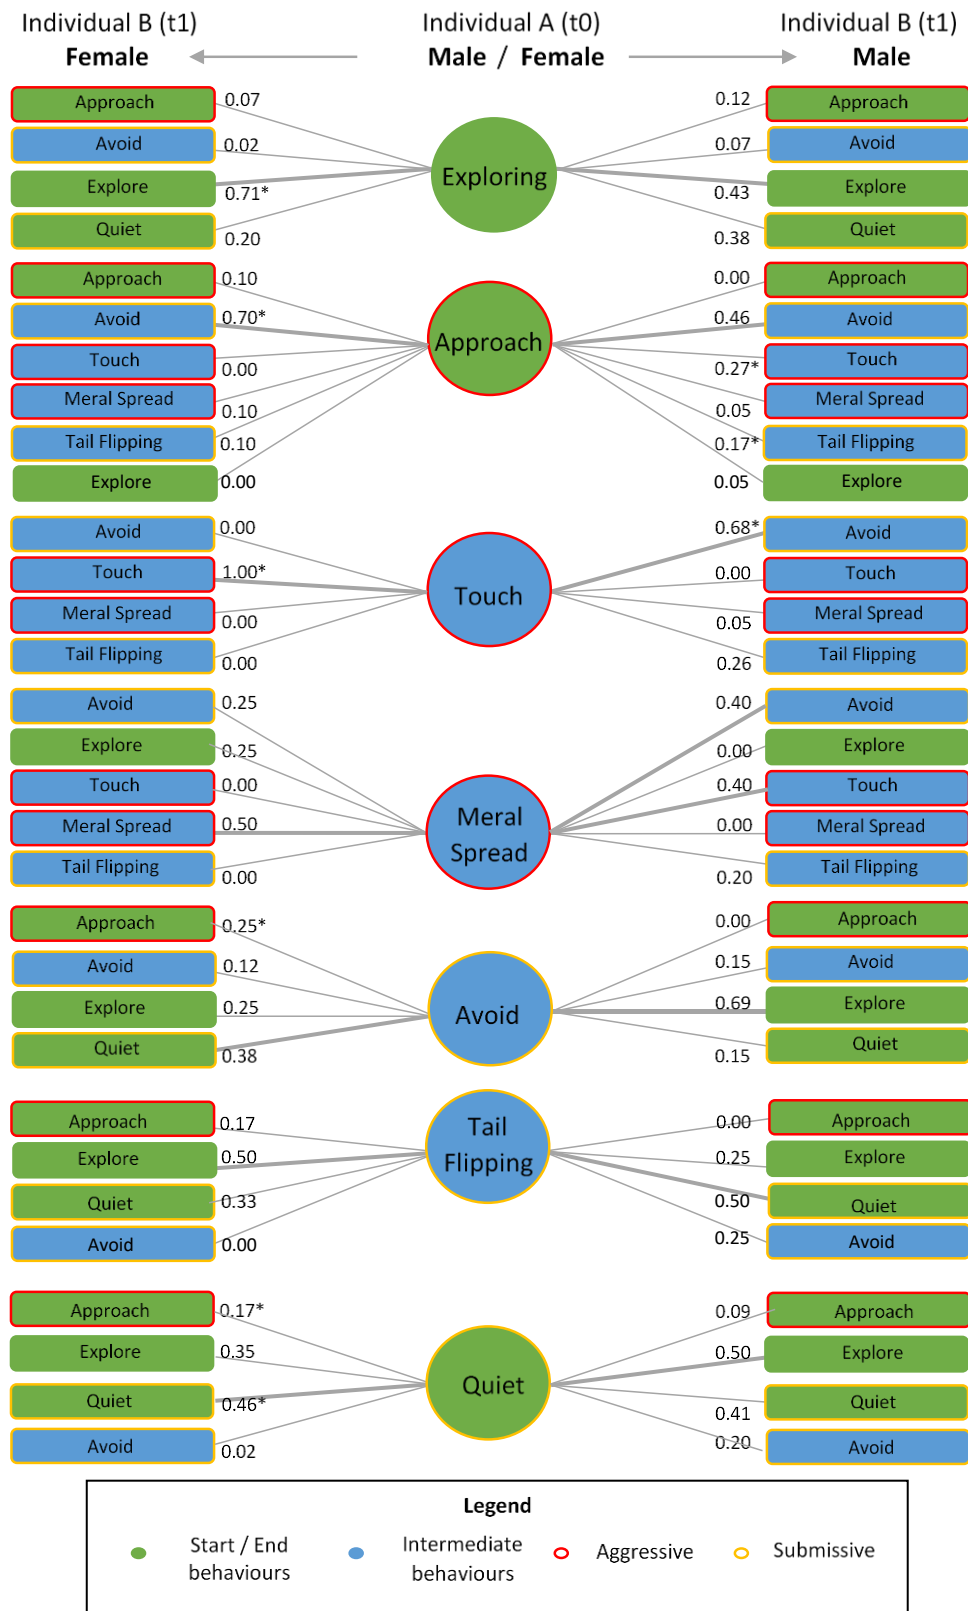 Individual B (t1) Individual A (t0) Individual B (t1)
Female Male / Female Male
Approach 0.07 0.12 Approach
Avoid 0.02 0.07 Avoid
Explore 0.71* Exploring 0.43 Explore
Quiet 0.20 0.38 Quiet
Approach 0.10 0.00 Approach
Avoid 0.70* Approach 0.46 Avoid
Touch 0.00 0.27* Touch
Meral Spread 0.10 0.05 Meral Spread
Tail Flipping 0.10 0.17* Tail Flipping
Explore 0.00 0.05 Explore
Avoid 0.00 0.68* Avoid
Touch 1.00* Touch 0.00 Touch
Meral Spread 0.00 0.05 Meral Spread
Tail Flipping 0.00 0.26 Tail Flipping
Avoid 0.25 0.40 Avoid
Explore 0.25 0.00 Explore
Touch 0.00 0.40 Touch
Meral Spread 0.50 Meral 0.00 Meral Spread
Tail Flipping 0.00 Spread 0.20 Tail Flipping
Approach 0.25* 0.00 Approach
Avoid 0.12 0.15 Avoid
Explore 0.25 Avoid 0.69 Explore
Quiet 0.38 0.15 Quiet
Approach 0.17 Tail 0.00 Approach
Explore 0.50 Flipping 0.25 Explore
Quiet 0.33 0.50 Quiet
Avoid 0.00 0.25 Avoid
Approach 0.17* 0.09 Approach
Explore 0.35 0.50 Explore
Quiet 0.46* Quiet 0.41 Quiet
Avoid 0.02 0.20 Avoid
Legend
Start / End Intermediate Aggressive Submissive
behaviours behaviours